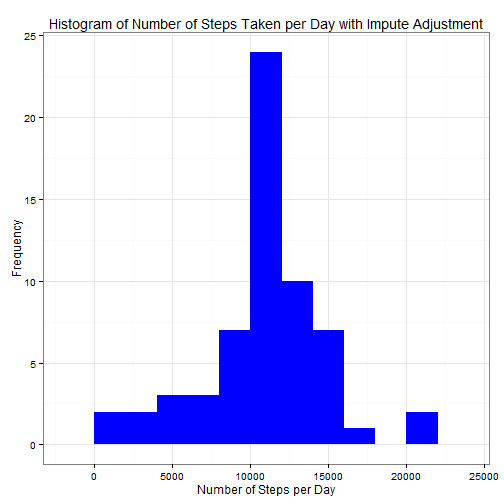 Histogram of Number of Steps Taken per Day with Impute Adjustment
25
20
15
10
5
0
Frequency
0 5000 10000 15000 20000 25000
Number of Steps per Day